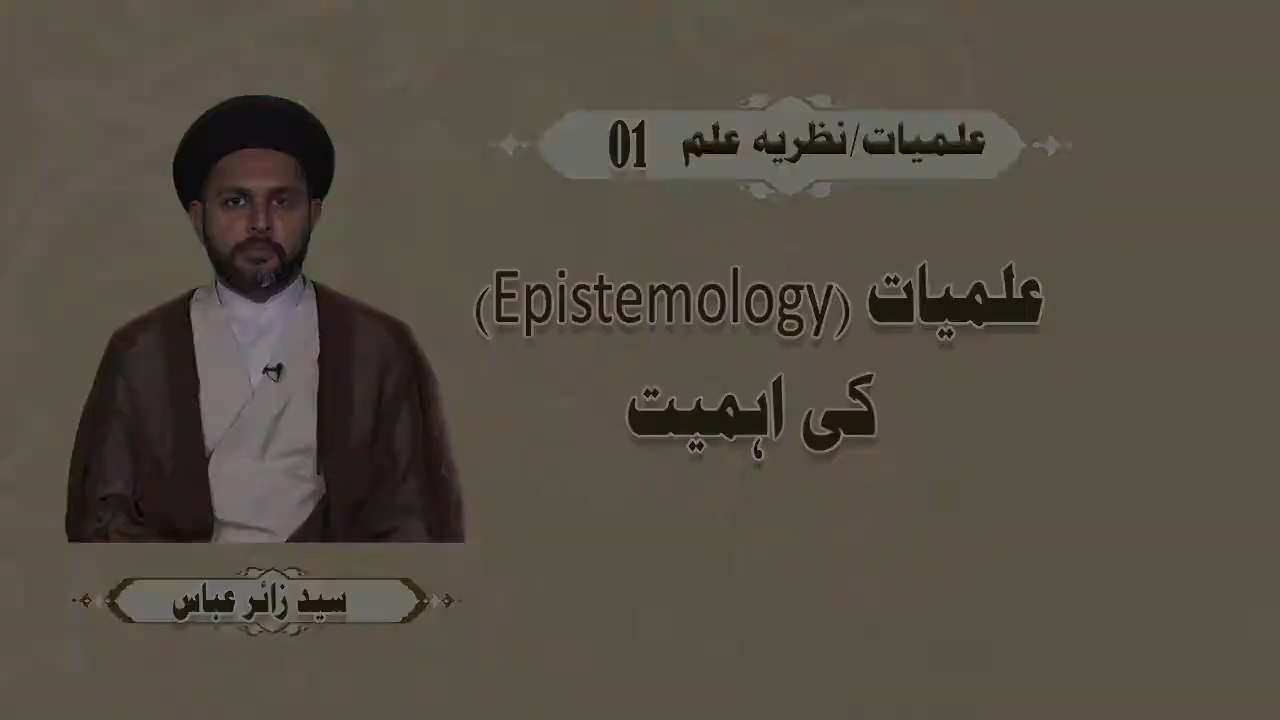 علمیات/نظریہ علم 01
علمیات (Epistemology)
کی اہمیت
سید زائر عباس